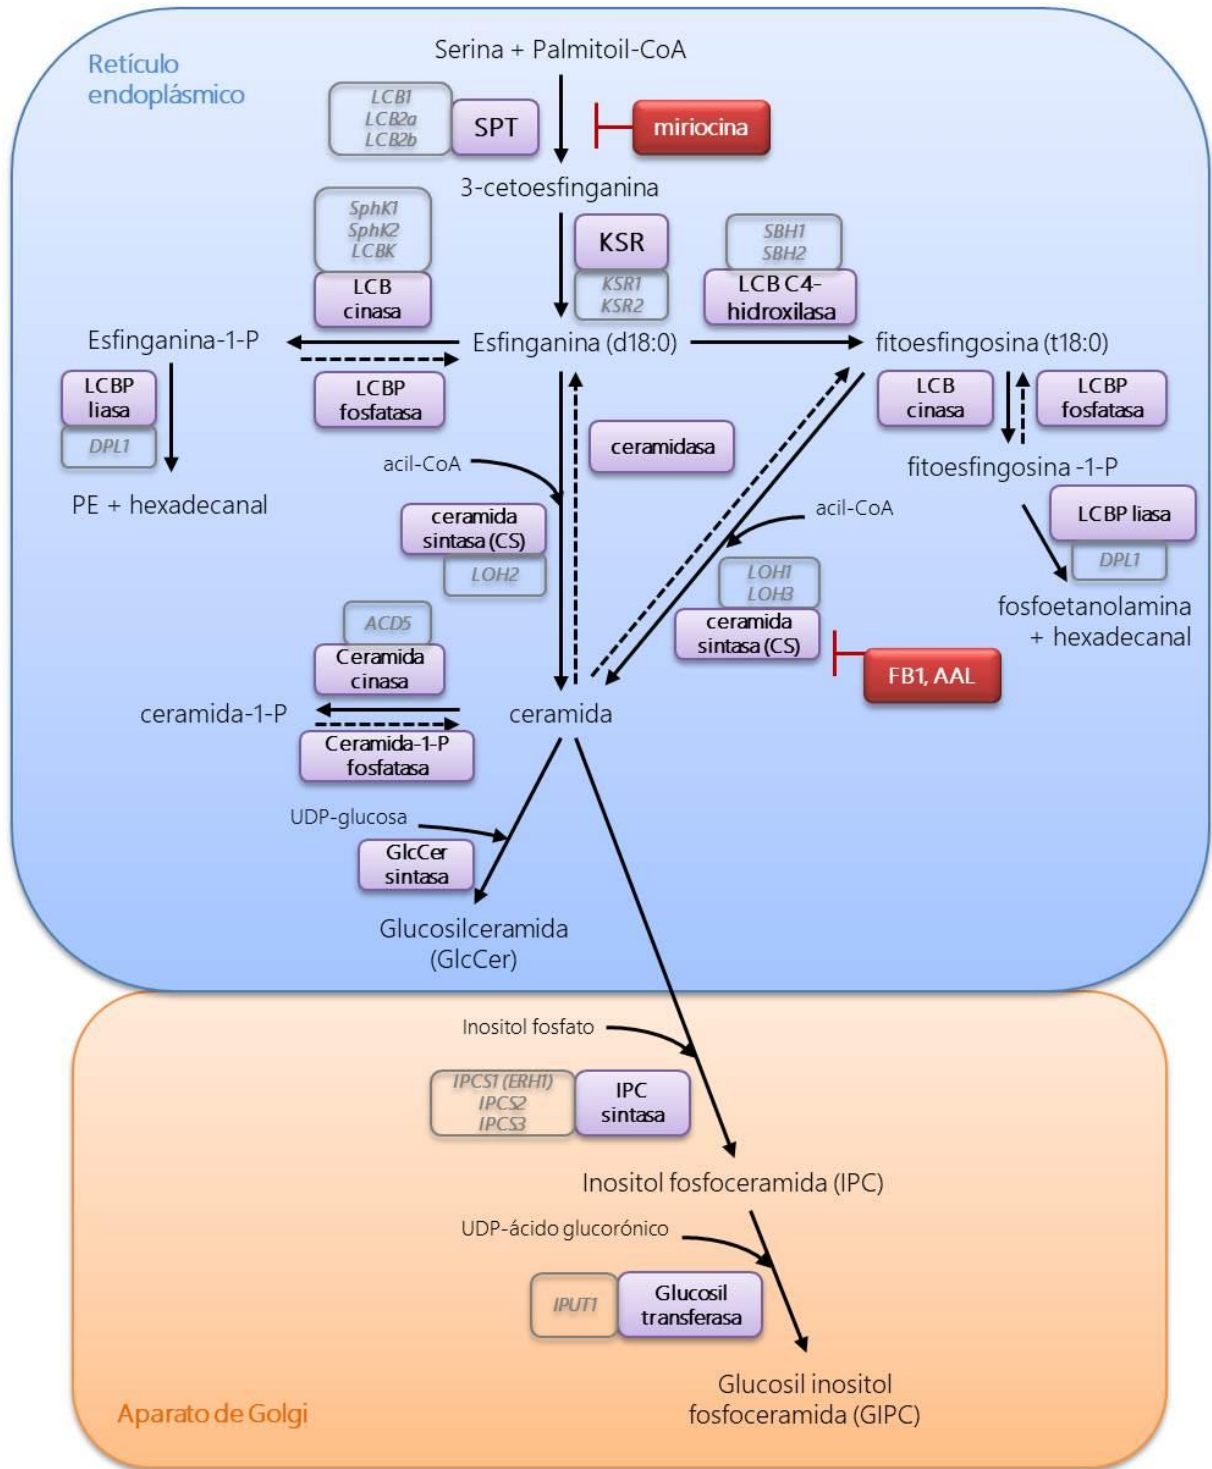 Serina + Palmitoil-CoA
Retículo
endoplásmico
LCB1
LCB2a
LCB2b
SPT
miriocina
3-cetoesfinganina
SphK1
SphK2
LCBK
LCB
cinasa
KSR
KSR1
KSR2
SBH1
SBH2
LCB C4-
hidroxilasa
Esfinganina-1-P
Esfinganina (d18:0)
fitoesfingosina (t18:0)
LCBP
liasa
DPL1
LCBP
fosfatasa
LCB
cinasa
LCBP
fosfatasa
ceramidasa
acil-CoA
fitoesfingosina -1-P
PE + hexadecanal
ceramida
sintasa (CS)
LOH2
acil-CoA
LCBP liasa
DPL1
LOH1
LOH3
ceramida
sintasa (CS)
fosfoetanolamina
+ hexadecanal
ACD5
Ceramida
cinasa
FB1, AAL
ceramida-1-P
ceramida
Ceramida-1-P
fosfatasa
UDP-glucosa
GlcCer
sintasa
Glucosilceramida
(GlcCer)
Inositol fosfato
IPCS1 (ERH1)
IPCS2
IPCS3
IPC
sintasa
Inositol fosfoceramida (IPC)
UDP-ácido glucorónico
IPUT1
Glucosil
transferasa
Glucosil inositol
fosfoceramida (GIPC)
Aparato de Golgi